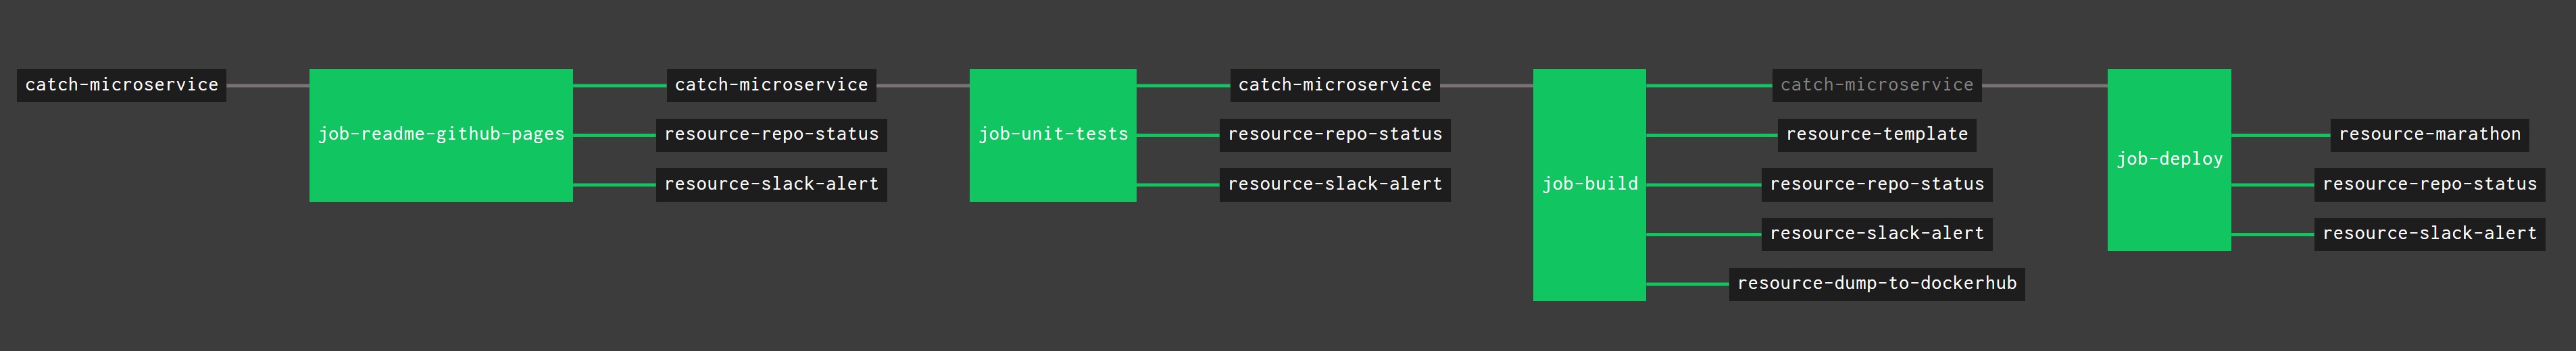 catch-microservice
job-readme-github-pages
catch-microservice
resource-repo-status
resource-slack-alert
job-unit-tests
catch-microservice
resource-repo-status
resource-slack-alert
job-build
catch-microservice
resource-template
resource-repo-status
resource-slack-alert
resource-dump-to-dockerhub
job-deploy
resource-marathon
resource-repo-status
resource-slack-alert